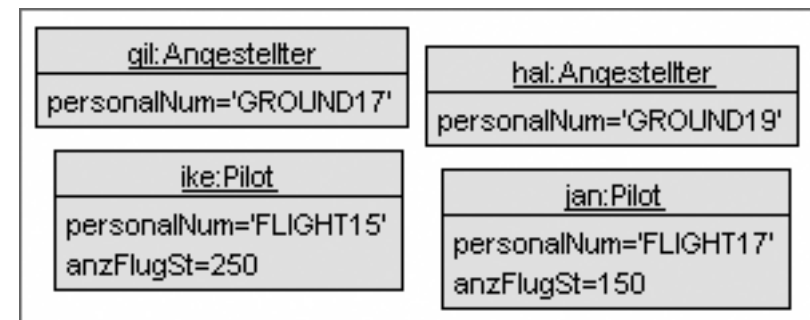 gil:Angestellter
personalNum='GROUND17'
hal:Angestellter
personalNum='GROUND19'
ike:Pilot
personalNum='FLIGHT15'
anzFlugSt=250
jan:Pilot
personalNum='FLIGHT17'
anzFlugSt=150